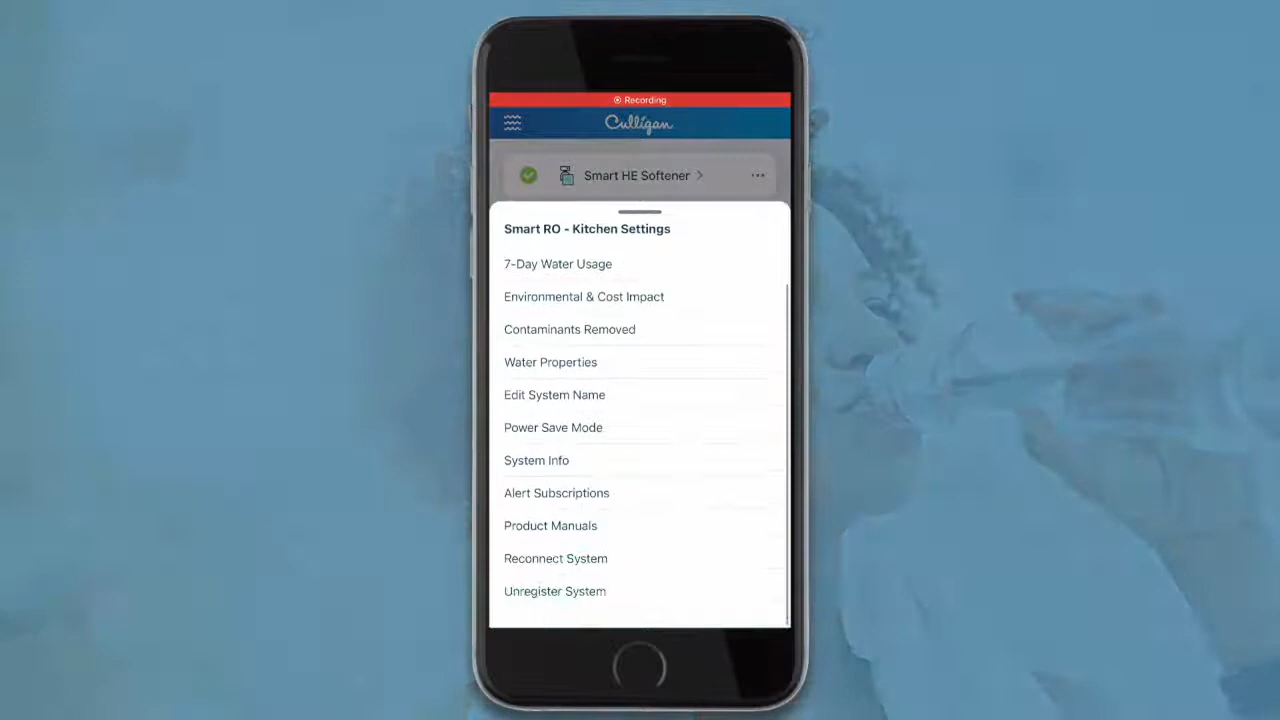 Recording
Culligan
Smart HE Softener
Smart RO - Kitchen Settings
7-Day Water Usage
Environmental & Cost Impact
Contaminants Removed
Water Properties
Edit System Name
Power Save Mode
System Info
Alert Subscriptions
Product Manuals
Reconnect System
Unregister System